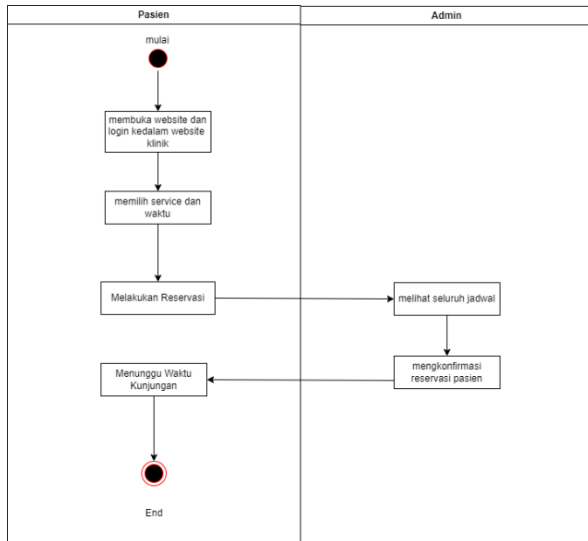 Pasien
Admin
mulai
membuka website dan
login kedalam website
klinik
memilih service dan
waktu
Melakukan Reservasi
melihat seluruh jadwal
mengkonfirmasi
reservasi pasien
Menunggu Waktu
Kunjungan
End